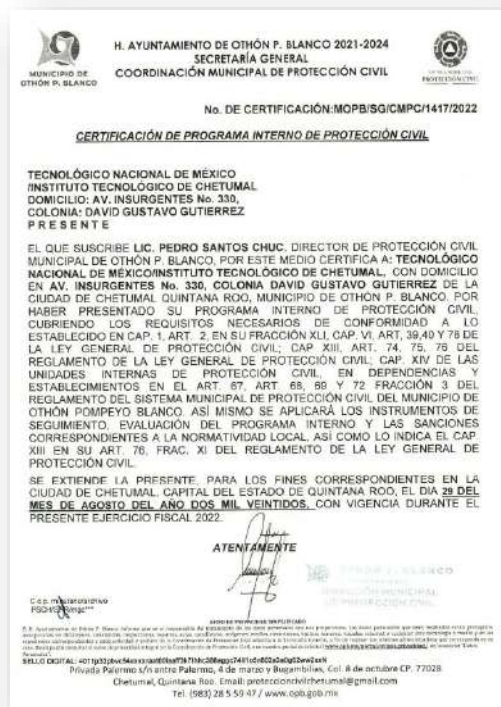 MUNICIPIO DE
OTHÓN P. BLANCO
H. AYUNTAMIENTO DE OTHÓN P. BLANCO 2021-2024
SECRETARÍA GENERAL
COORDINACIÓN MUNICIPAL DE PROTECCIÓN CIVIL
PROTECCIÓN CIVIL
No. DE CERTIFICACIÓN:MOPB/SG/CMPC/1417/2022
CERTIFICACIÓN DE PROGRAMA INTERNO DE PROTECCIÓN CIVIL
TECNOLÓGICO NACIONAL DE MÉXICO
/INSTITUTO TECNOLÓGICO DE CHETUMAL
DOMICILIO: AV. INSURGENTES No. 330,
COLONIA: DAVID GUSTAVO GUTIERREZ
P R E S E N T E
EL QUE SUSCRIBE LIC. PEDRO SANTOS CHUC, DIRECTOR DE PROTECCIÓN CIVIL
MUNICIPAL DE OTHÓN P. BLANCO, POR ESTE MEDIO CERTIFICA A: TECNOLÓGICO
NACIONAL DE MÉXICO/INSTITUTO TECNOLÓGICO DE CHETUMAL, CON DOMICILIO
EN AV. INSURGENTES No. 330, COLONIA DAVID GUSTAVO GUTIERREZ DE LA
CIUDAD DE CHETUMAL QUINTANA ROO, MUNICIPIO DE OTHÓN P. BLANCO, POR
HABER PRESENTADO SU PROGRAMA INTERNO DE PROTECCIÓN CIVIL,
CUBRIENDO LOS REQUISITOS NECESARIOS DE CONFORMIDAD A LO
ESTABLECIDO EN CAP. 1, ART. 2, EN SU FRACCIÓN XLI, CAP. VI, ART, 39,40 Y 78 DE
LA LEY GENERAL DE PROTECCIÓN CIVIL; CAP XIII, ART. 74, 75, 76 DEL
REGLAMENTO DE LA LEY GENERAL DE PROTECCIÓN CIVIL; CAP. XIV DE LAS
UNIDADES INTERNAS DE PROTECCIÓN CIVIL, EN DEPENDENCIAS Y
ESTABLECIMIENTOS EN EL ART. 67, ART 68, 69 Y 72 FRACCIÓN 3 DEL
REGLAMENTO DEL SISTEMA MUNICIPAL DE PROTECCIÓN CIVIL DEL MUNICIPIO DE
OTHÓN POMPEYO BLANCO. ASÍ MISMO SE APLICARÁ LOS INSTRUMENTOS DE
SEGUIMIENTO, EVALUACIÓN DEL PROGRAMA INTERNO Y LAS SANCIONES
CORRESPONDIENTES A LA NORMATIVIDAD LOCAL, ASÍ COMO LO INDICA EL CAP.
XIII EN SU ART. 76, FRAC. XI DEL REGLAMENTO DE LA LEY GENERAL DE
PROTECCIÓN CIVIL.
SE EXTIENDE LA PRESENTE, PARA LOS FINES CORRESPONDIENTES EN LA
CIUDAD DE CHETUMAL, CAPITAL DEL ESTADO DE QUINTANA ROO, EL DÍA 29 DEL
MES DE AGOSTO DEL AÑO DOS MIL VEINTIDOS, CON VIGENCIA DURANTE EL
PRESENTE EJERCICIO FISCAL 2022.
ATENTAMENTE
C.c.p. minutario/archivo
SELLO DIGITAL:
Privada Palermo s/n entre Palermo, 4 de marzo y Bugambilias, Col. 8 de octubre CP. 77028
Chetumal, Quintana Roo. Email: proteccioncivilchetumal@gmail.com
Tel. (983) 28 5 59 47 / www.opb.gob.mx